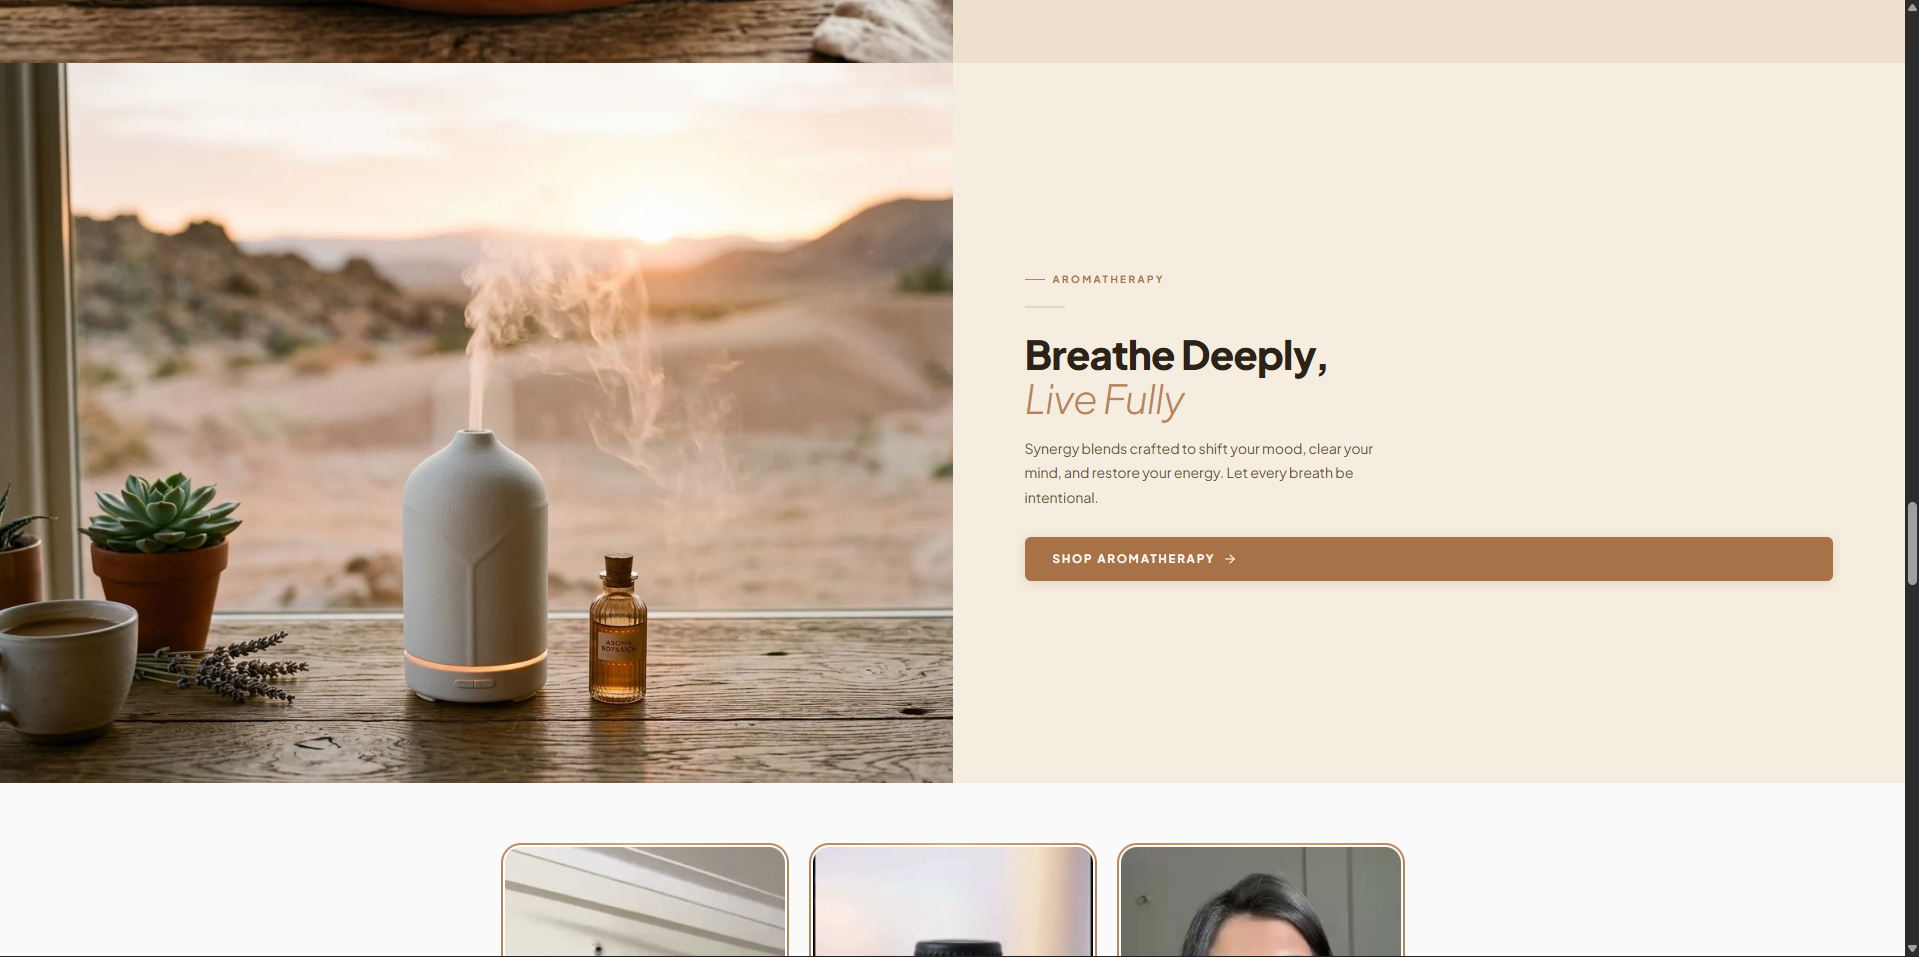 AROMATHERAPY
Breathe Deeply,
Live Fully
Synergy blends crafted to shift your mood, clear your
mind, and restore your energy. Let every breath be
intentional.
SHOP AROMATHERAPY →